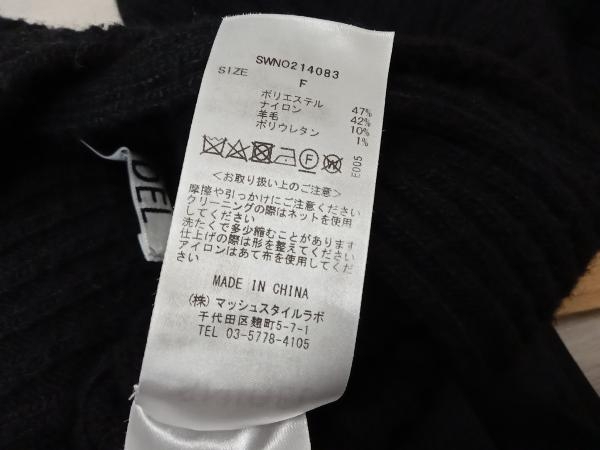 SWNO214083
SIZE
F
ポリエステル 47%
ナイロン 42%
羊毛 10%
ポリウレタン 1%
F W
E005
<お取り扱い上のご注意>
摩擦や引っかけにご注意ください
クリーニングの際はネットを使用
してください
洗たくで多少縮むことがあります
仕上げの際は形を整えてください
アイロンはあて布を使用してくだ
さい
MADE IN CHINA
(株) マッシュスタイルラボ
千代田区麹町5-7-1
TEL 03-5778-4105
DEL